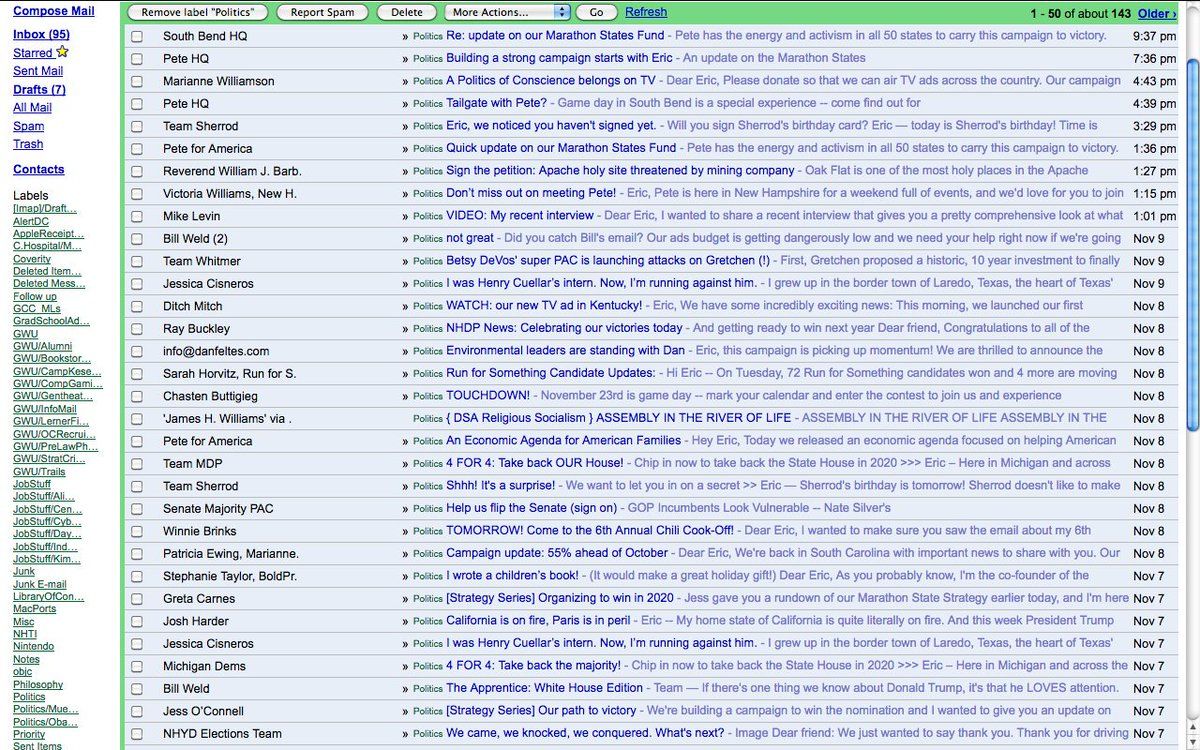 Compose Mail
Inbox (95)
Starred
Sent Mail
Drafts (7)
All Mail
Spam
Trash
Contacts
Labels
[Imap]/Draft...
AlertDC
AppleReceipt...
C.Hospital/M...
Coverity
Deleted Item...
Deleted Mess...
Follow up
GCC_MLs
GradSchoolAd...
GWU
GWU/Alumni
GWU/Bookstor...
GWU/CampKese...
GWU/CompGami...
GWU/Gentheat...
GWU/InfoMail
GWU/LernerFi...
GWU/OCRecrui...
GWU/PreLawPh...
GWU/StratCri...
GWU/Trails
JobStuff
JobStuff/Ali...
JobStuff/Cen...
JobStuff/Cyb...
JobStuff/Day...
JobStuff/Ind...
JobStuff/Kim...
Junk
Junk E-mail
LibraryOfCon...
MacPorts
Misc
NHTI
Nintendo
Notes
objc
Philosophy
Politics
Politics/Mue...
Politics/Oba...
Priority
Sent Items
Remove label "Politics" Report Spam Delete More Actions... Go Refresh 1 - 50 of about 143 Older ›
South Bend HQ » Politics Re: update on our Marathon States Fund - Pete has the energy and activism in all 50 states to carry this campaign to victory. 9:37 pm
Pete HQ » Politics Building a strong campaign starts with Eric - An update on the Marathon States 7:36 pm
Marianne Williamson » Politics A Politics of Conscience belongs on TV - Dear Eric, Please donate so that we can air TV ads across the country. Our campaign 4:43 pm
Pete HQ » Politics Tailgate with Pete? - Game day in South Bend is a special experience -- come find out for 4:39 pm
Team Sherrod » Politics Eric, we noticed you haven't signed yet. - Will you sign Sherrod's birthday card? Eric — today is Sherrod's birthday! Time is 3:29 pm
Pete for America » Politics Quick update on our Marathon States Fund - Pete has the energy and activism in all 50 states to carry this campaign to victory. 1:36 pm
Reverend William J. Barb. » Politics Sign the petition: Apache holy site threatened by mining company - Oak Flat is one of the most holy places in the Apache 1:27 pm
Victoria Williams, New H. » Politics Don't miss out on meeting Pete! - Eric, Pete is here in New Hampshire for a weekend full of events, and we'd love for you to join 1:15 pm
Mike Levin » Politics VIDEO: My recent interview - Dear Eric, I wanted to share a recent interview that gives you a pretty comprehensive look at what 1:01 pm
Bill Weld (2) » Politics not great - Did you catch Bill's email? Our ads budget is getting dangerously low and we need your help right now if we're going Nov 9
Team Whitmer » Politics Betsy DeVos' super PAC is launching attacks on Gretchen (!) - First, Gretchen proposed a historic, 10 year investment to finally Nov 9
Jessica Cisneros » Politics I was Henry Cuellar's intern. Now, I'm running against him. - I grew up in the border town of Laredo, Texas, the heart of Texas' Nov 9
Ditch Mitch » Politics WATCH: our new TV ad in Kentucky! - Eric, We have some incredibly exciting news: This morning, we launched our first Nov 8
Ray Buckley » Politics NHDP News: Celebrating our victories today - And getting ready to win next year Dear friend, Congratulations to all of the Nov 8
info@danfeltes.com » Politics Environmental leaders are standing with Dan - Eric, this campaign is picking up momentum! We are thrilled to announce the Nov 8
Sarah Horvitz, Run for S. » Politics Run for Something Candidate Updates: - Hi Eric -- On Tuesday, 72 Run for Something candidates won and 4 more are moving Nov 8
Chasten Buttigieg » Politics TOUCHDOWN! - November 23rd is game day -- mark your calendar and enter the contest to join us and experience Nov 8
'James H. Williams' via . Politics { DSA Religious Socialism } ASSEMBLY IN THE RIVER OF LIFE - ASSEMBLY IN THE RIVER OF LIFE ASSEMBLY IN THE Nov 8
Pete for America » Politics An Economic Agenda for American Families - Hey Eric, Today we released an economic agenda focused on helping American Nov 8
Team MDP » Politics 4 FOR 4: Take back OUR House! - Chip in now to take back the State House in 2020 >>> Eric – Here in Michigan and across Nov 8
Team Sherrod » Politics Shhh! It's a surprise! - We want to let you in on a secret >> Eric — Sherrod's birthday is tomorrow! Sherrod doesn't like to make Nov 8
Senate Majority PAC » Politics Help us flip the Senate (sign on) - GOP Incumbents Look Vulnerable -- Nate Silver's Nov 8
Winnie Brinks » Politics TOMORROW! Come to the 6th Annual Chili Cook-Off! - Dear Eric, I wanted to make sure you saw the email about my 6th Nov 8
Patricia Ewing, Marianne. » Politics Campaign update: 55% ahead of October - Dear Eric, We're back in South Carolina with important news to share with you. Our Nov 8
Stephanie Taylor, BoldPr. » Politics I wrote a children's book! - (It would make a great holiday gift!) Dear Eric, As you probably know, I'm the co-founder of the Nov 7
Greta Carnes » Politics [Strategy Series] Organizing to win in 2020 - Jess gave you a rundown of our Marathon State Strategy earlier today, and I'm here Nov 7
Josh Harder » Politics California is on fire, Paris is in peril - Eric -- My home state of California is quite literally on fire. And this week President Trump Nov 7
Jessica Cisneros » Politics I was Henry Cuellar's intern. Now, I'm running against him. - I grew up in the border town of Laredo, Texas, the heart of Texas' Nov 7
Michigan Dems » Politics 4 FOR 4: Take back the majority! - Chip in now to take back the State House in 2020 >>> Eric – Here in Michigan and across the Nov 7
Bill Weld » Politics The Apprentice: White House Edition - Team — If there's one thing we know about Donald Trump, it's that he LOVES attention. Nov 7
Jess O'Connell » Politics [Strategy Series] Our path to victory - We're building a campaign to win the nomination and I wanted to give you an update on Nov 7
NHYD Elections Team » Politics We came, we knocked, we conquered. What's next? - Image Dear friend: We just wanted to say thank you. Thank you for driving Nov 7